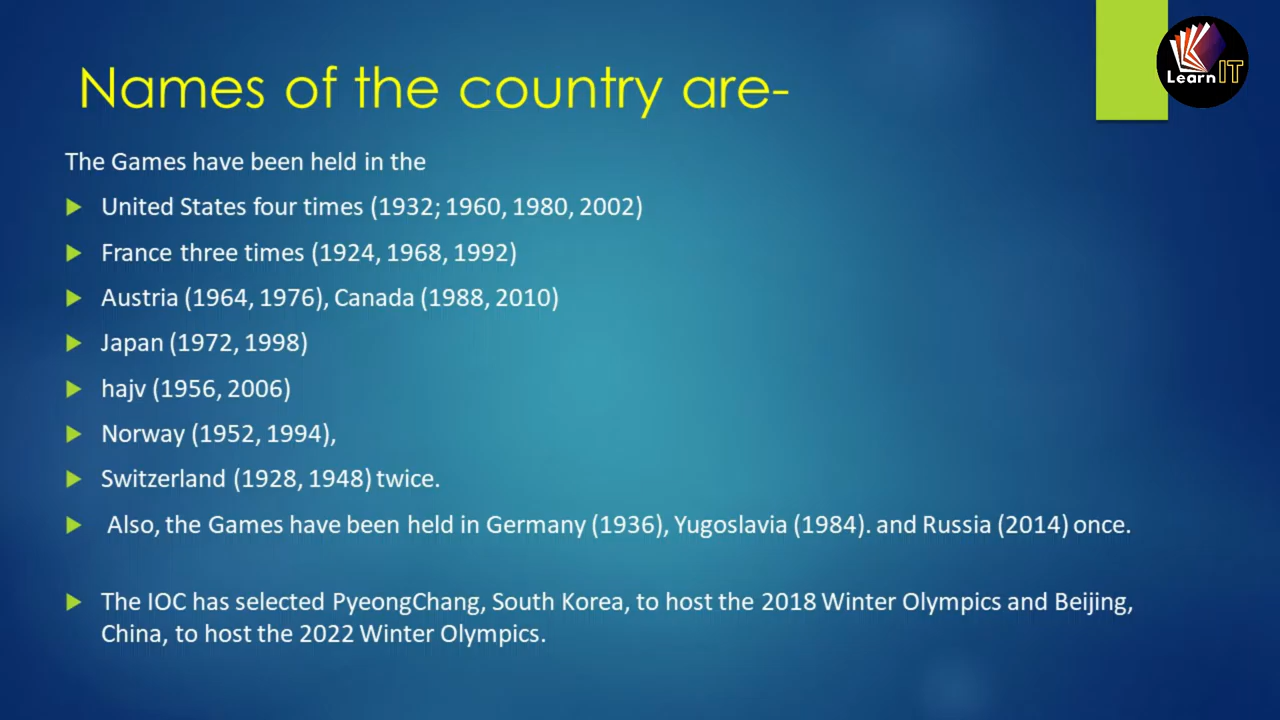 Names of the country are-
Learn IT
The Games have been held in the
United States four times (1932; 1960, 1980, 2002)
France three times (1924, 1968, 1992)
Austria (1964, 1976), Canada (1988, 2010)
Japan (1972, 1998)
hajv (1956, 2006)
Norway (1952, 1994),
Switzerland (1928, 1948) twice.
Also, the Games have been held in Germany (1936), Yugoslavia (1984). and Russia (2014) once.
The IOC has selected PyeongChang, South Korea, to host the 2018 Winter Olympics and Beijing,
China, to host the 2022 Winter Olympics.